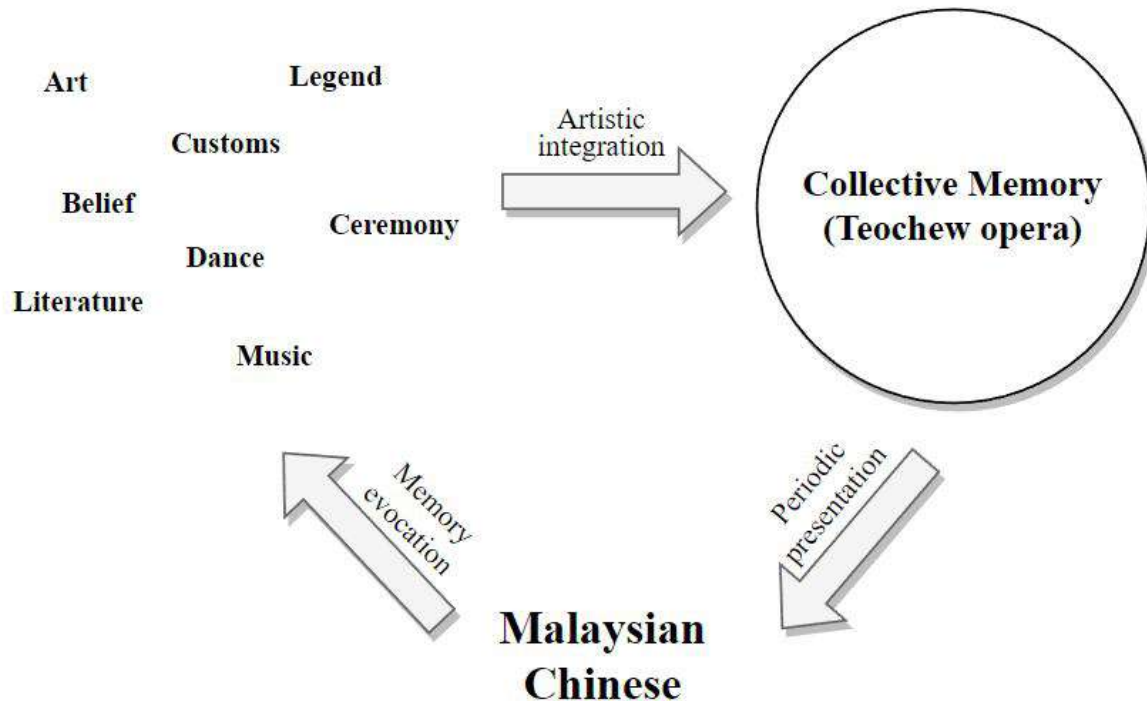 Art
Legend
Customs
Belief
Ceremony
Dance
Literature
Music
Artistic
integration
Collective Memory
(Teochew opera)
Periodic
presentation
Memory
evocation
Malaysian
Chinese